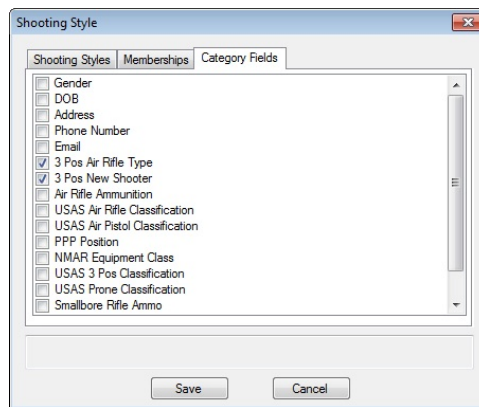 Shooting Style
Shooting Styles Memberships Category Fields
Gender
DOB
Address
Phone Number
Email
3 Pos Air Rifle Type
3 Pos New Shooter
Air Rifle Ammunition
USAS Air Rifle Classification
USAS Air Pistol Classification
PPP Position
NMAR Equipment Class
USAS 3 Pos Classification
USAS Prone Classification
Smallbore Rifle Ammo
Save Cancel